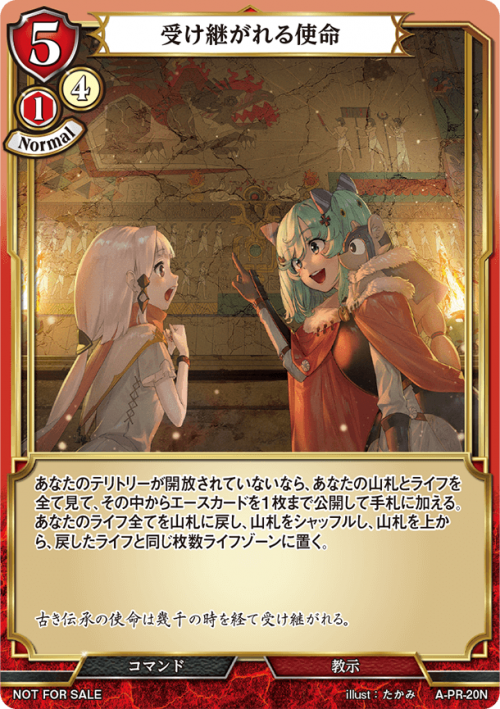 5
受け継がれる使命
1
4
Normal
あなたのテリトリーが開放されていないなら、あなたの山札とライフを
全て見て、その中からエースカードを1枚まで公開して手札に加える。
あなたのライフ全てを山札に戻し、山札をシャッフルし、山札を上か
ら、戻したライフと同じ枚数ライフゾーンに置く。
古き伝承の使命は幾千の時を経て受け継がれる。
コマンド
教示
NOT FOR SALE
illust：たかみ
A-PR-20N